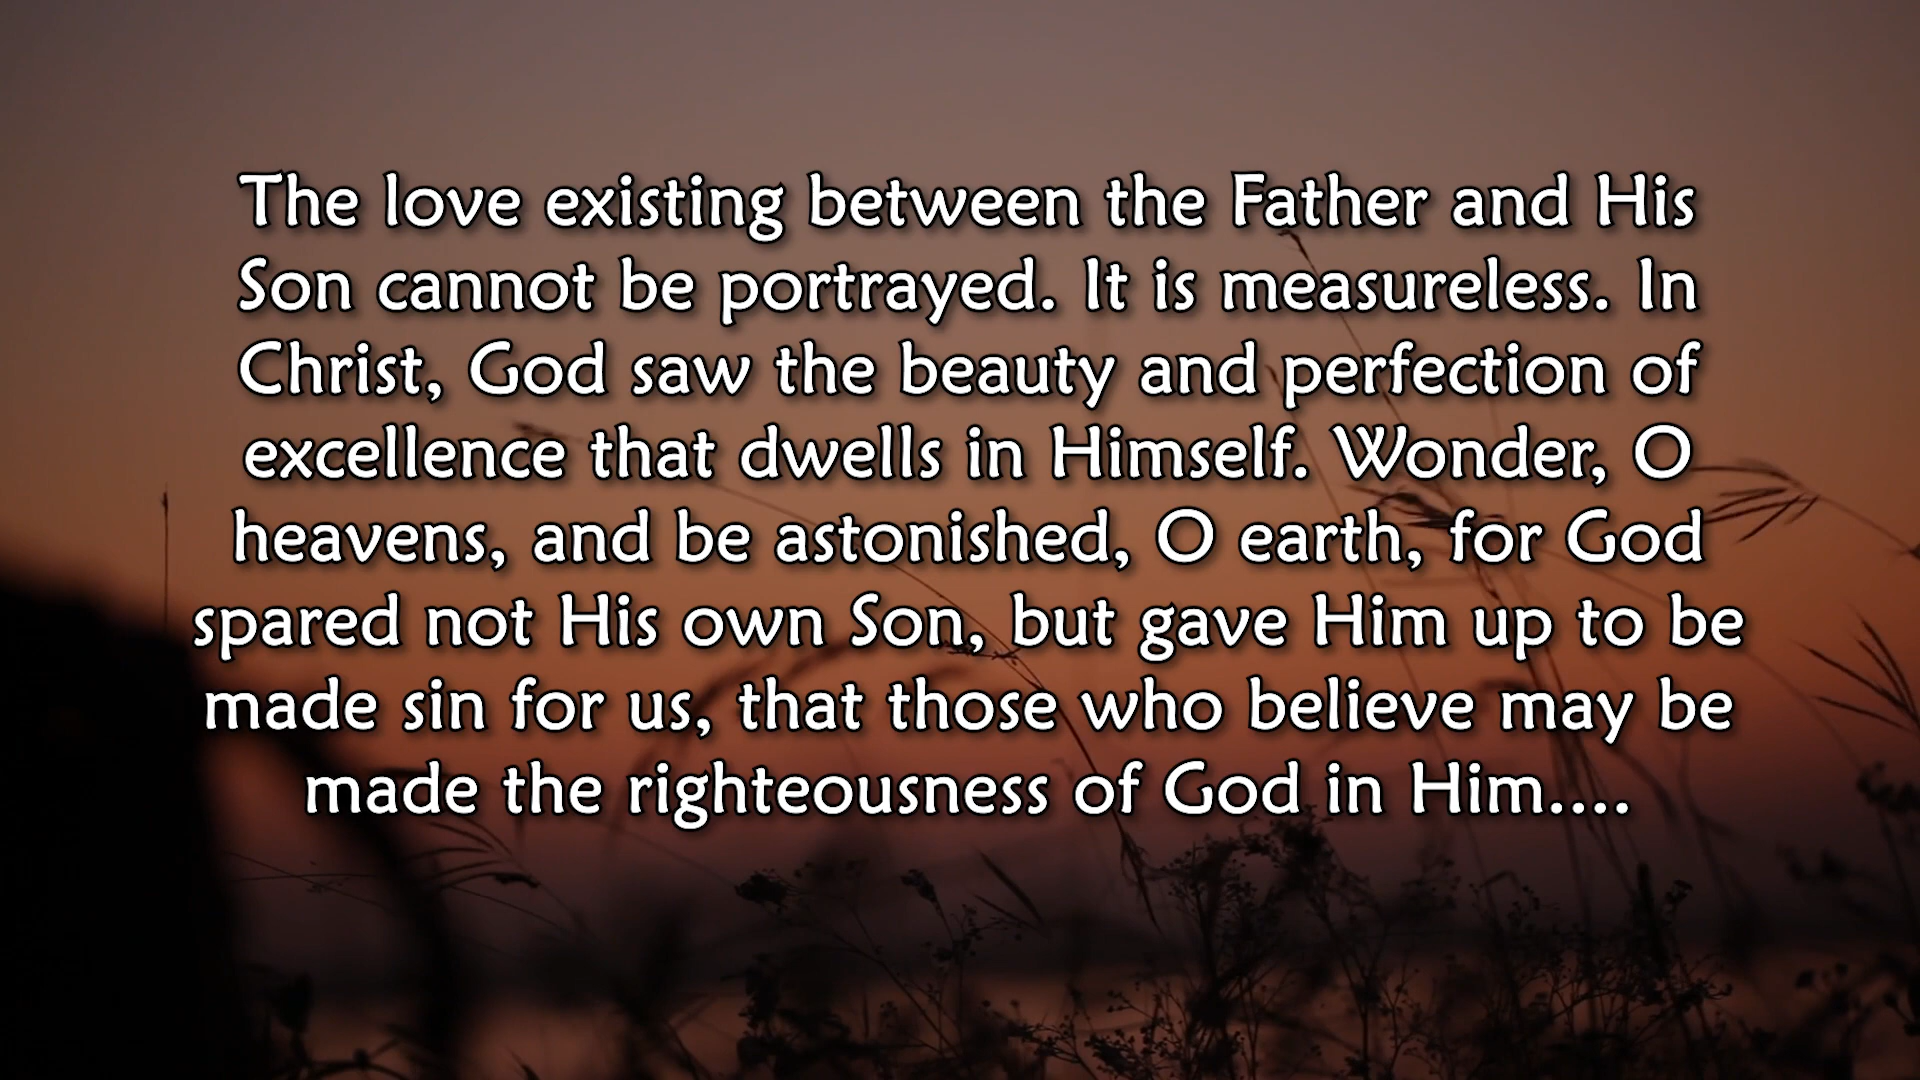 The love existing between the Father and His
Son cannot be portrayed. It is measureless. In
Christ, God saw the beauty and perfection of
excellence that dwells in Himself. Wonder, O
heavens, and be astonished, O earth, for God
spared not His own Son, but gave Him up to be
made sin for us, that those who believe may be
made the righteousness of God in Him....